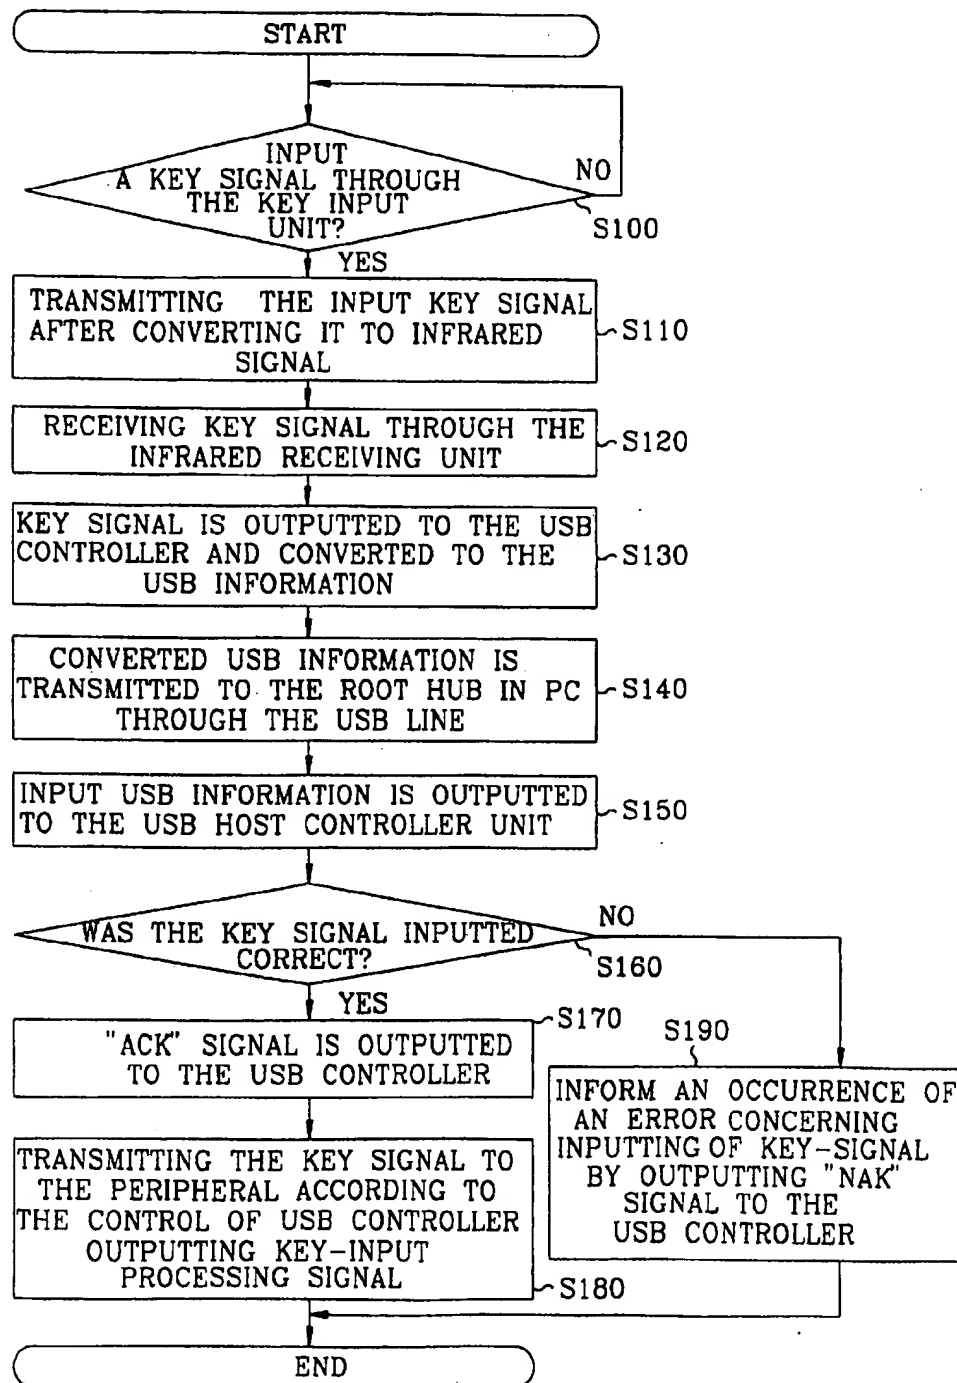 START
INPUT
A KEY SIGNAL THROUGH
THE KEY INPUT
UNIT?
NO
S100
YES
TRANSMITTING THE INPUT KEY SIGNAL
AFTER CONVERTING IT TO INFRARED
SIGNAL
S110
RECEIVING KEY SIGNAL THROUGH THE
INFRARED RECEIVING UNIT
S120
KEY SIGNAL IS OUTPUTTED TO THE USB
CONTROLLER AND CONVERTED TO THE
USB INFORMATION
S130
CONVERTED USB INFORMATION IS
TRANSMITTED TO THE ROOT HUB IN PC
THROUGH THE USB LINE
S140
INPUT USB INFORMATION IS OUTPUTTED
TO THE USB HOST CONTROLLER UNIT
S150
WAS THE KEY SIGNAL INPUTTED
CORRECT?
NO
S160
YES
S170
"ACK" SIGNAL IS OUTPUTTED
TO THE USB CONTROLLER
S190
INFORM AN OCCURRENCE OF
AN ERROR CONCERNING
INPUTTING OF KEY-SIGNAL
BY OUTPUTTING "NAK"
SIGNAL TO THE
USB CONTROLLER
TRANSMITTING THE KEY SIGNAL TO
THE PERIPHERAL ACCORDING TO
THE CONTROL OF USB CONTROLLER
OUTPUTTING KEY-INPUT
PROCESSING SIGNAL
S180
END